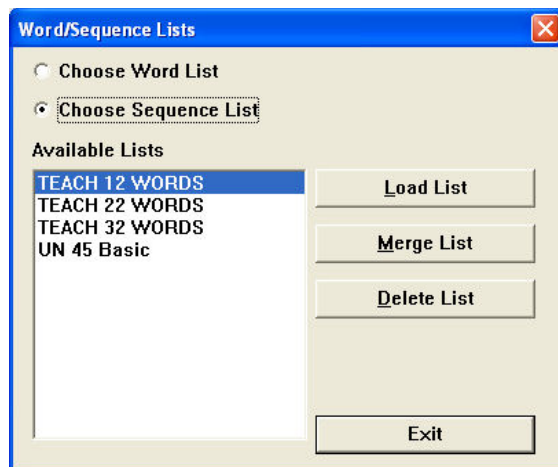 Word/Sequence Lists
Choose Word List
Choose Sequence List
Available Lists
TEACH 12 WORDS
TEACH 22 WORDS
TEACH 32 WORDS
UN 45 Basic
Load List
Merge List
Delete List
Exit